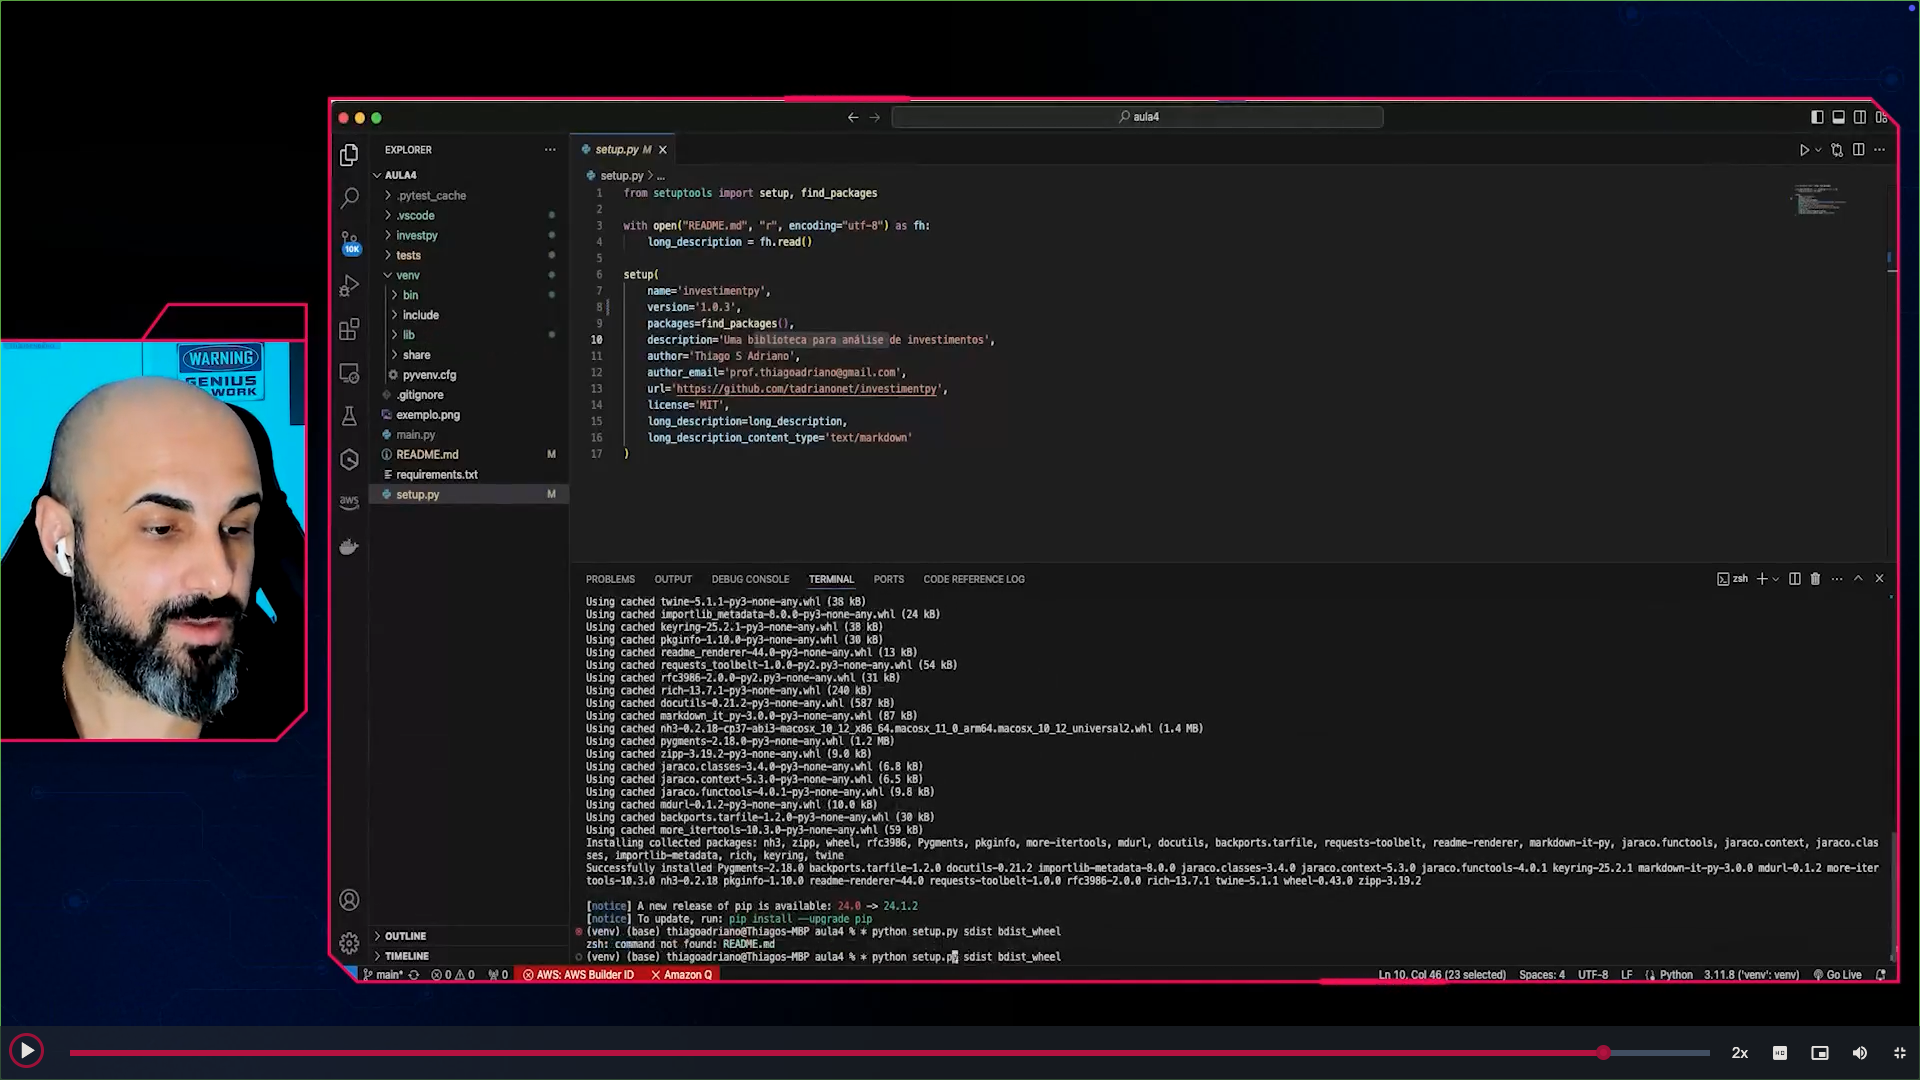 aula4
EXPLORER
setup.py M
AULA4
.pytest_cache
.vscode
investpy
tests
venv
bin
include
lib
share
pyvenv.cfg
.gitignore
exemplo.png
main.py
README.md M
requirements.txt
setup.py M
10K
aws
OUTLINE
TIMELINE
setup.py > ...
1 from setuptools import setup, find_packages
2
3 with open("README.md", "r", encoding="utf-8") as fh:
4 long_description = fh.read()
5
6 setup(
7 name='investimentpy',
8 version='1.0.3',
9 packages=find_packages(),
10 description='Uma biblioteca para análise de investimentos',
11 author='Thiago S Adriano',
12 author_email='prof.thiagoadriano@gmail.com',
13 url='https://github.com/tadrianonet/investimentpy',
14 license='MIT',
15 long_description=long_description,
16 long_description_content_type='text/markdown'
17 )
WARNING
GENIUS
WORK
PROBLEMS OUTPUT DEBUG CONSOLE TERMINAL PORTS CODE REFERENCE LOG
zsh
Using cached twine-5.1.1-py3-none-any.whl (38 kB)
Using cached importlib_metadata-8.0.0-py3-none-any.whl (24 kB)
Using cached keyring-25.2.1-py3-none-any.whl (38 kB)
Using cached pkginfo-1.10.0-py3-none-any.whl (30 kB)
Using cached readme_renderer-44.0-py3-none-any.whl (13 kB)
Using cached requests_toolbelt-1.0.0-py2.py3-none-any.whl (54 kB)
Using cached rfc3986-2.0.0-py2.py3-none-any.whl (31 kB)
Using cached rich-13.7.1-py3-none-any.whl (240 kB)
Using cached docutils-0.21.2-py3-none-any.whl (587 kB)
Using cached markdown_it_py-3.0.0-py3-none-any.whl (87 kB)
Using cached nh3-0.2.18-cp37-abi3-macosx_10_12_x86_64.macosx_11_0_arm64.macosx_10_12_universal2.whl (1.4 MB)
Using cached pygments-2.18.0-py3-none-any.whl (1.2 MB)
Using cached zipp-3.19.2-py3-none-any.whl (9.0 kB)
Using cached jaraco.classes-3.4.0-py3-none-any.whl (6.8 kB)
Using cached jaraco.context-5.3.0-py3-none-any.whl (6.5 kB)
Using cached jaraco.functools-4.0.1-py3-none-any.whl (9.8 kB)
Using cached mdurl-0.1.2-py3-none-any.whl (10.0 kB)
Using cached backports.tarfile-1.2.0-py3-none-any.whl (30 kB)
Using cached more_itertools-10.3.0-py3-none-any.whl (59 kB)
Installing collected packages: nh3, zipp, wheel, rfc3986, Pygments, pkginfo, more-itertools, mdurl, docutils, backports.tarfile, requests-toolbelt, readme-renderer, markdown-it-py, jaraco.functools, jaraco.context, jaraco.clas
ses, importlib-metadata, rich, keyring, twine
Successfully installed Pygments-2.18.0 backports.tarfile-1.2.0 docutils-0.21.2 importlib-metadata-8.0.0 jaraco.classes-3.4.0 jaraco.context-5.3.0 jaraco.functools-4.0.1 keyring-25.2.1 markdown-it-py-3.0.0 mdurl-0.1.2 more-iter
tools-10.3.0 nh3-0.2.18 pkginfo-1.10.0 readme-renderer-44.0 requests-toolbelt-1.0.0 rfc3986-2.0.0 rich-13.7.1 twine-5.1.1 wheel-0.43.0 zipp-3.19.2
[notice] A new release of pip is available: 24.0 -> 24.1.2
[notice] To update, run: pip install --upgrade pip
(venv) (base) thiagoadriano@Thiagos-MBP aula4 % * python setup.py sdist bdist_wheel
zsh: command not found: README.md
(venv) (base) thiagoadriano@Thiagos-MBP aula4 % * python setup.py sdist bdist_wheel
main* 0 0 0 AWS: AWS Builder ID Amazon Q Ln 10, Col 46 (23 selected) Spaces: 4 UTF-8 LF Python 3.11.8 ('venv': venv) Go Live
2x HD